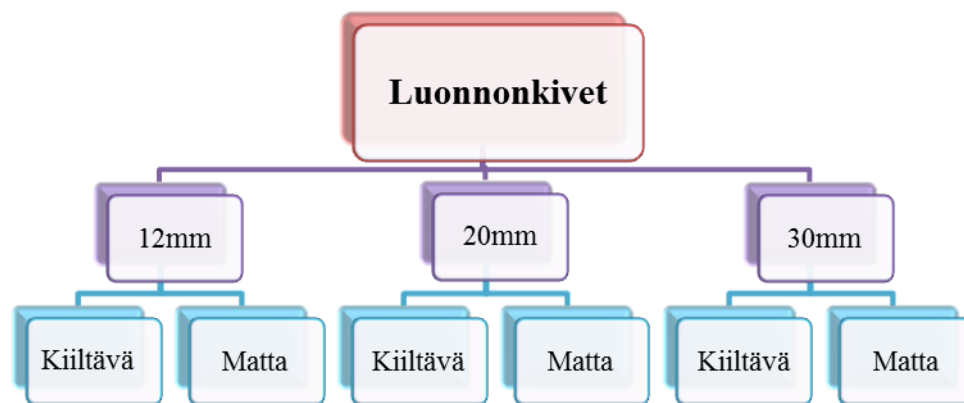 Luonnonkivet
12mm
20mm
30mm
Kiiltävä
Matta
Kiiltävä
Matta
Kiiltävä
Matta